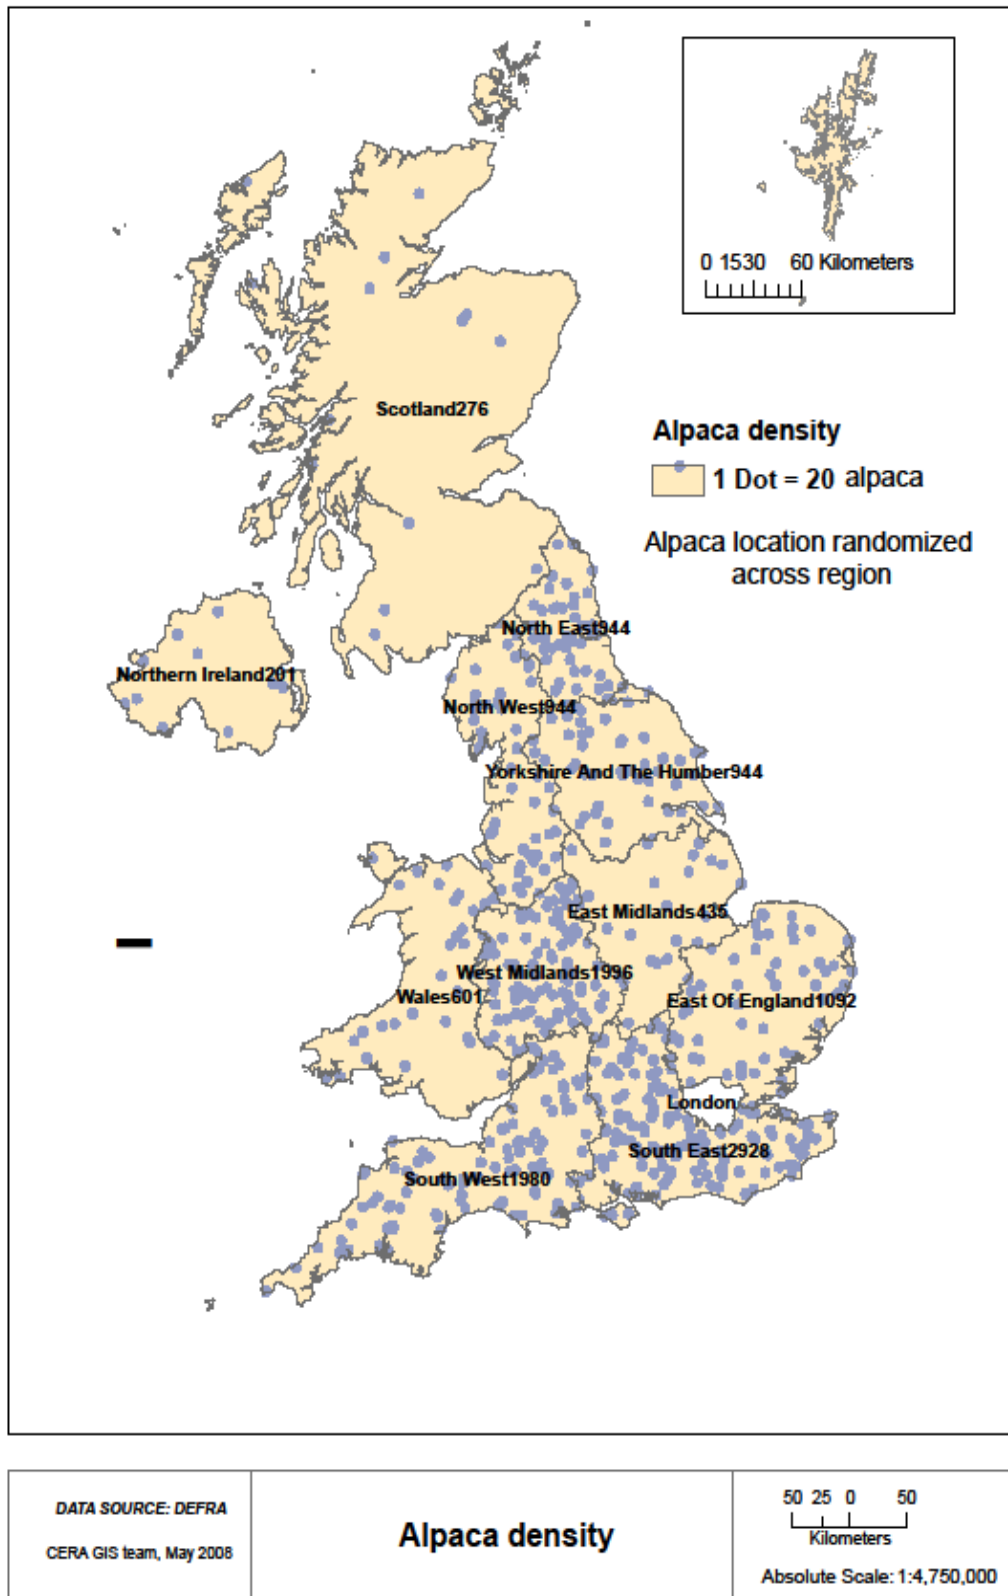 0 1530 60 Kilometers
Scotland276
Alpaca density
1 Dot = 20 alpaca
Alpaca location randomized
across region
North East944
Northern Ireland201
North West944
Yorkshire And The Humber944
East Midlands435
West Midlands1996
Wales601
East Of England1092
London
South East2928
South West1980
DATA SOURCE: DEFRA
CERA GIS team, May 2008
Alpaca density
50 25 0 50
Kilometers
Absolute Scale: 1:4,750,000